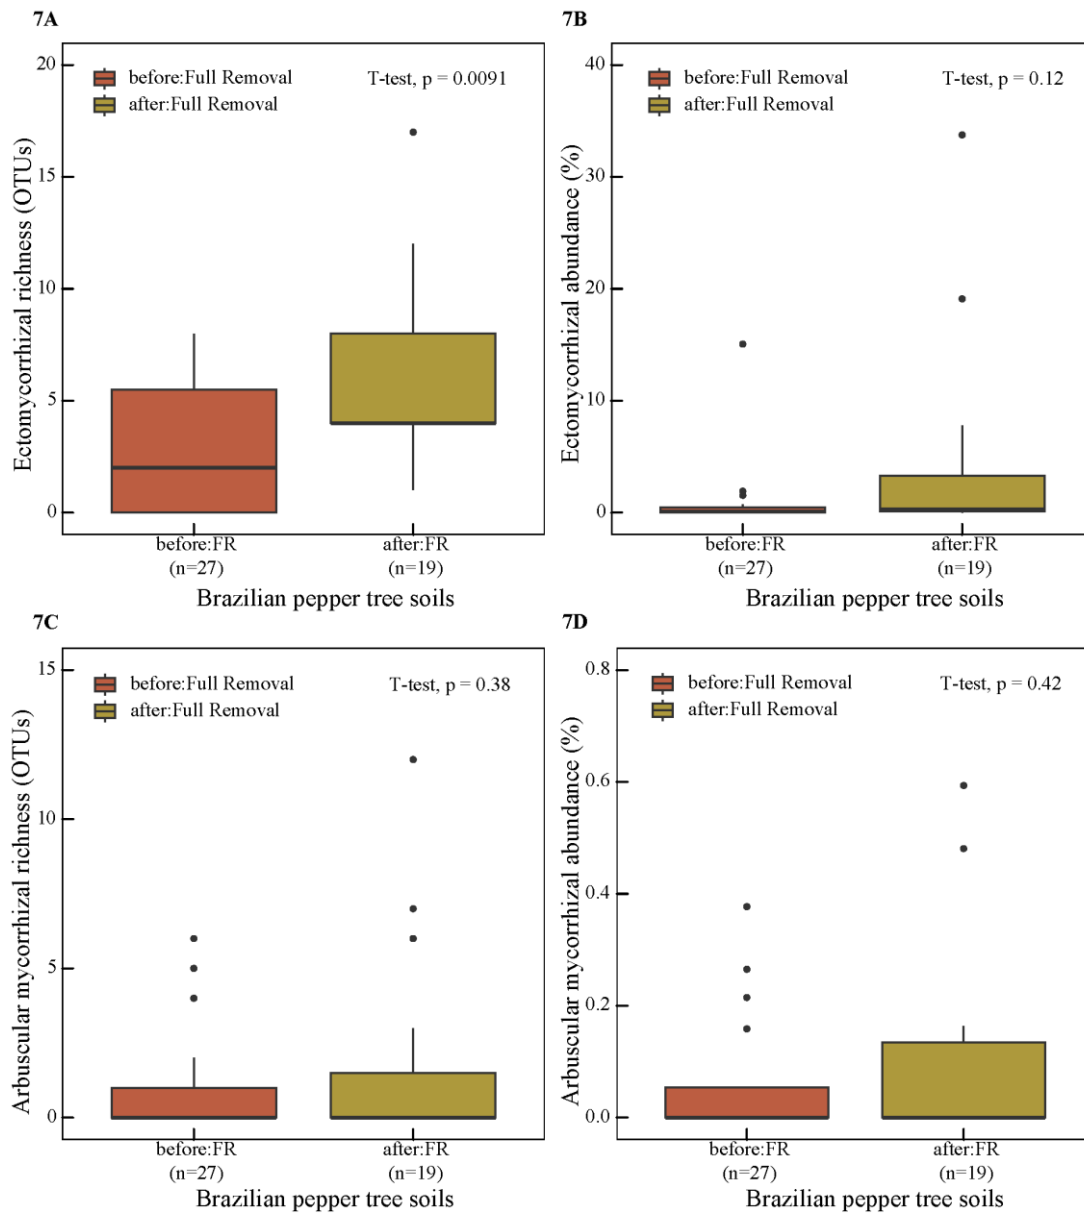 7A
Ectomycorrhizal richness (OTUs)
20
15
10
5
0
before:Full Removal
after:Full Removal
T-test, p = 0.0091
before:FR
(n=27)
after:FR
(n=19)
Brazilian pepper tree soils
7B
Ectomycorrhizal abundance (%)
40
30
20
10
0
before:Full Removal
after:Full Removal
T-test, p = 0.12
before:FR
(n=27)
after:FR
(n=19)
Brazilian pepper tree soils
7C
Arbuscular mycorrhizal richness (OTUs)
15
10
5
0
before:Full Removal
after:Full Removal
T-test, p = 0.38
before:FR
(n=27)
after:FR
(n=19)
Brazilian pepper tree soils
7D
Arbuscular mycorrhizal abundance (%)
0.8
0.6
0.4
0.2
0.0
before:Full Removal
after:Full Removal
T-test, p = 0.42
before:FR
(n=27)
after:FR
(n=19)
Brazilian pepper tree soils